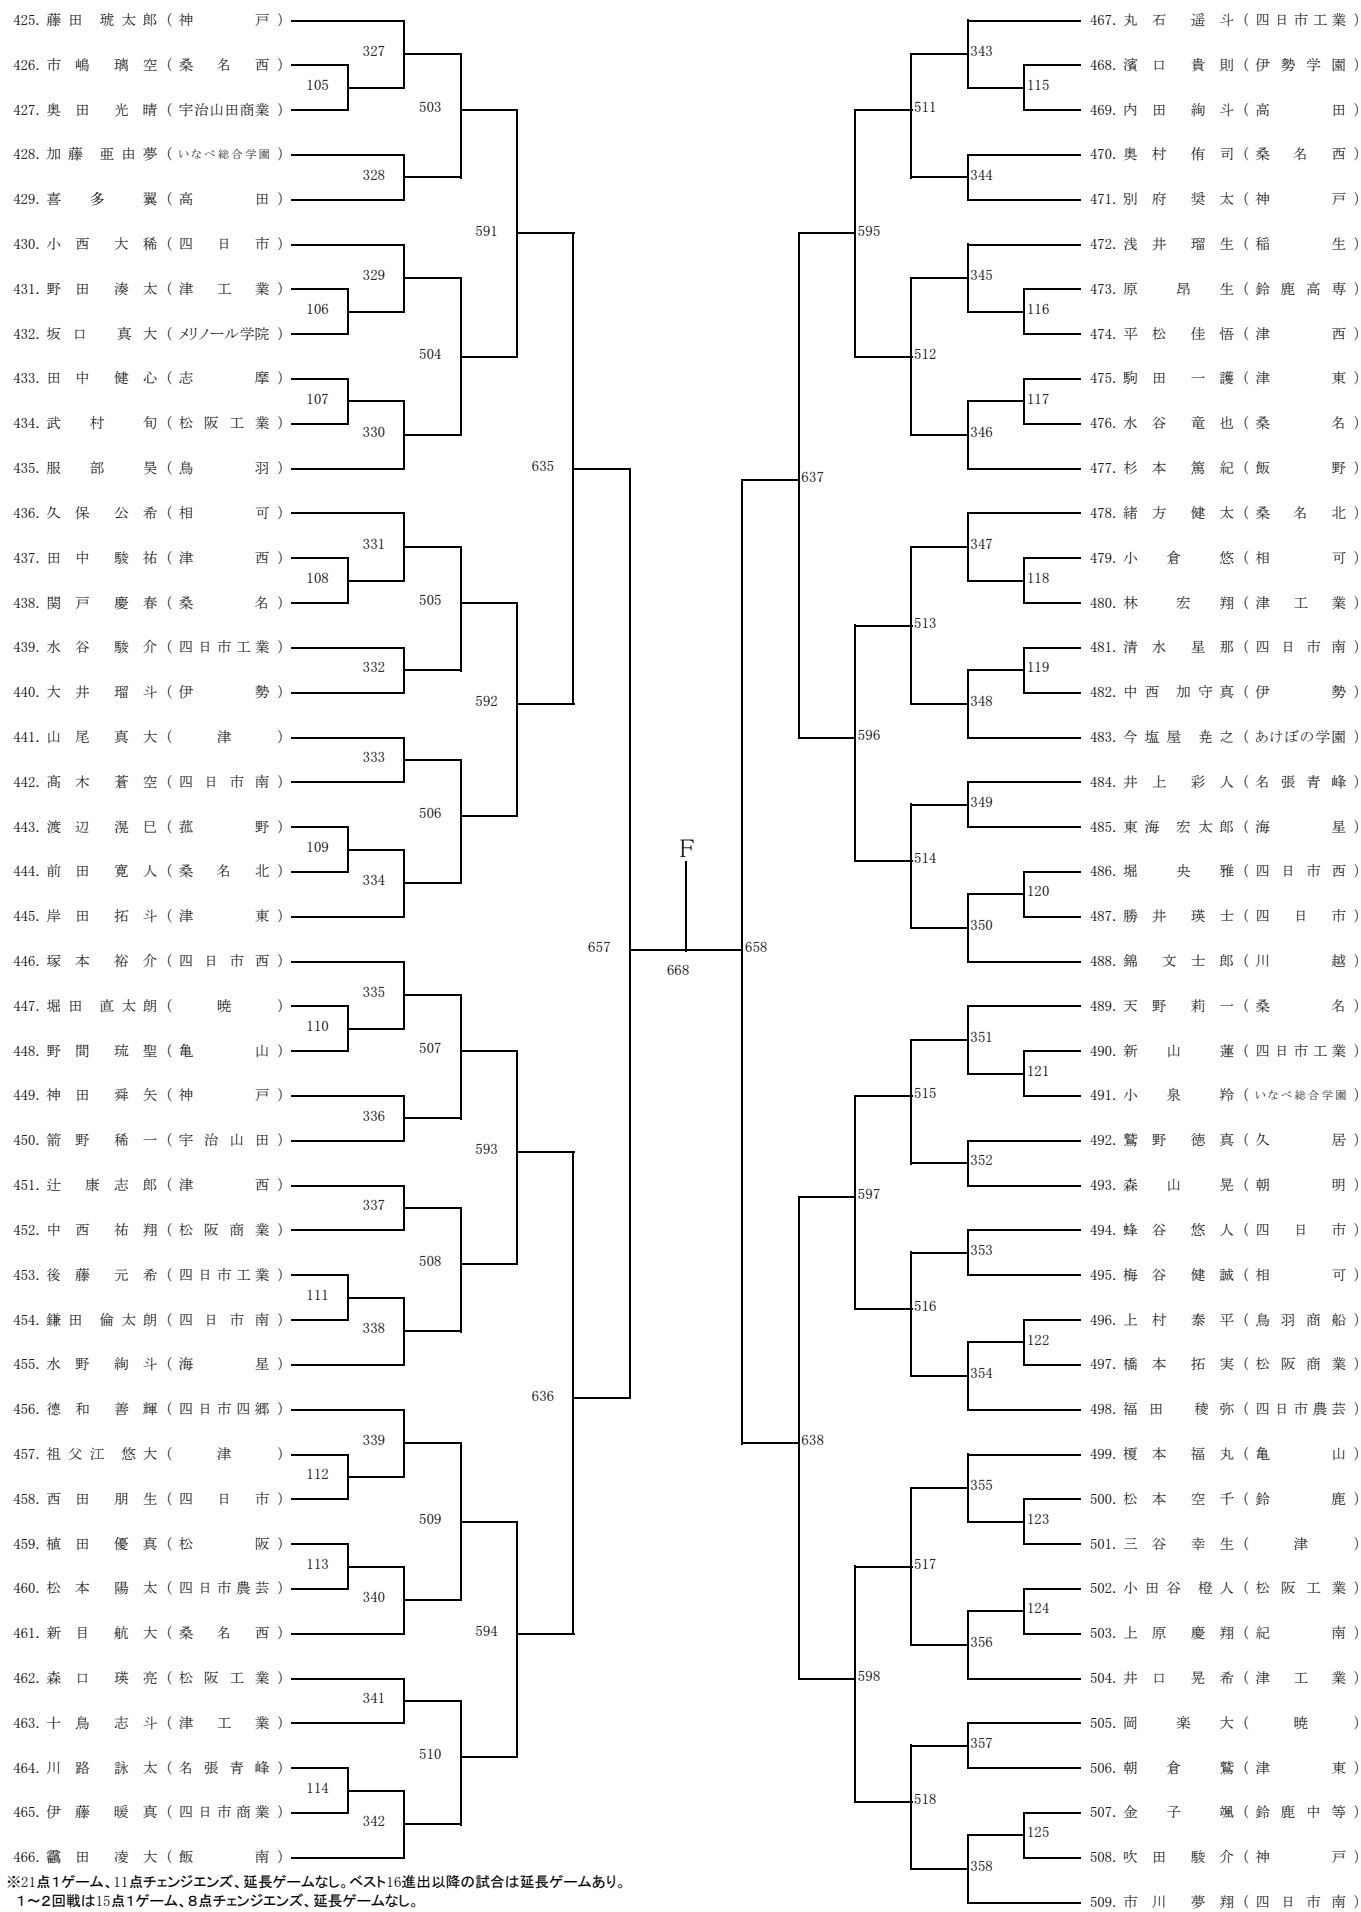 425. 藤田 琥太郎 (神戸)
426. 市嶋 璃空 (桑名西)
427. 奥田 光晴 (宇治山田商業)
428. 加藤 亜由夢 (いなべ総合学園)
429. 喜多 翼 (高田)
430. 小西 大稀 (四日市)
431. 野田 湊太 (津工業)
432. 坂口 真大 (メリノール学院)
433. 田中 健心 (志摩)
434. 武村 旬 (松阪工業)
435. 服部 昊 (鳥羽)
436. 久保 公希 (相可)
437. 田中 駿祐 (津西)
438. 関戸 慶春 (桑名)
439. 水谷 駿介 (四日市工業)
440. 大井 瑠斗 (伊勢)
441. 山尾 真大 (津)
442. 髙木 蒼空 (四日市南)
443. 渡辺 滉巳 (菰野)
444. 前田 寛人 (桑名北)
445. 岸田 拓斗 (津東)
446. 塚本 裕介 (四日市西)
447. 堀田 直太朗 (暁)
448. 野間 琉聖 (亀山)
449. 神田 舜矢 (神戸)
450. 箭野 稀一 (宇治山田)
451. 辻 康志郎 (津西)
452. 中西 祐翔 (松阪商業)
453. 後藤 元希 (四日市工業)
454. 鎌田 倫太朗 (四日市南)
455. 水野 絢斗 (海星)
456. 德和 善輝 (四日市四郷)
457. 祖父江 悠大 (津)
458. 西田 朋生 (四日市)
459. 植田 優真 (松阪)
460. 松本 陽太 (四日市農芸)
461. 新目 航大 (桑名西)
462. 森口 瑛亮 (松阪工業)
463. 十鳥 志斗 (津工業)
464. 川路 詠太 (名張青峰)
465. 伊藤 暖真 (四日市商業)
466. 靏田 凌大 (飯南)
327
105
503
328
591
329
106
504
107
330
635
331
108
505
332
592
333
506
109
334
657
335
110
507
336
593
337
508
111
338
636
339
112
509
113
340
594
341
510
114
342
F
668
658
343
115
511
344
595
345
116
512
117
346
637
347
118
513
119
348
596
349
514
120
350
351
121
515
352
597
353
516
122
354
638
355
123
517
124
356
598
357
518
125
358
467. 丸石 遥斗 (四日市工業)
468. 濱口 貴則 (伊勢学園)
469. 内田 絢斗 (高田)
470. 奥村 侑司 (桑名西)
471. 別府 奨太 (神戸)
472. 浅井 瑠生 (稲生)
473. 原 昂生 (鈴鹿高専)
474. 平松 佳悟 (津西)
475. 駒田 一護 (津東)
476. 水谷 竜也 (桑名)
477. 杉本 篤紀 (飯野)
478. 緒方 健太 (桑名北)
479. 小倉 悠 (相可)
480. 林 宏翔 (津工業)
481. 清水 星那 (四日市南)
482. 中西 加守真 (伊勢)
483. 今塩屋 尭之 (あけぼの学園)
484. 井上 彩人 (名張青峰)
485. 東海 宏太郎 (海星)
486. 堀 央雅 (四日市西)
487. 勝井 瑛士 (四日市)
488. 錦 文士郎 (川越)
489. 天野 莉一 (桑名)
490. 新山 蓮 (四日市工業)
491. 小泉 羚 (いなべ総合学園)
492. 鷲野 徳真 (久居)
493. 森山 晃 (朝明)
494. 蜂谷 悠人 (四日市)
495. 梅谷 健誠 (相可)
496. 上村 泰平 (鳥羽商船)
497. 橋本 拓実 (松阪商業)
498. 福田 稜弥 (四日市農芸)
499. 榎本 福丸 (亀山)
500. 松本 空千 (鈴鹿)
501. 三谷 幸生 (津)
502. 小田谷 橙人 (松阪工業)
503. 上原 慶翔 (紀南)
504. 井口 晃希 (津工業)
505. 岡 楽大 (暁)
506. 朝倉 鷲 (津東)
507. 金子 颯 (鈴鹿中等)
508. 吹田 駿介 (神戸)
509. 市川 夢翔 (四日市南)
※21点1ゲーム、11点チェンジエンズ、延長ゲームなし。ベスト16進出以降の試合は延長ゲームあり。
1～2回戦は15点1ゲーム、8点チェンジエンズ、延長ゲームなし。